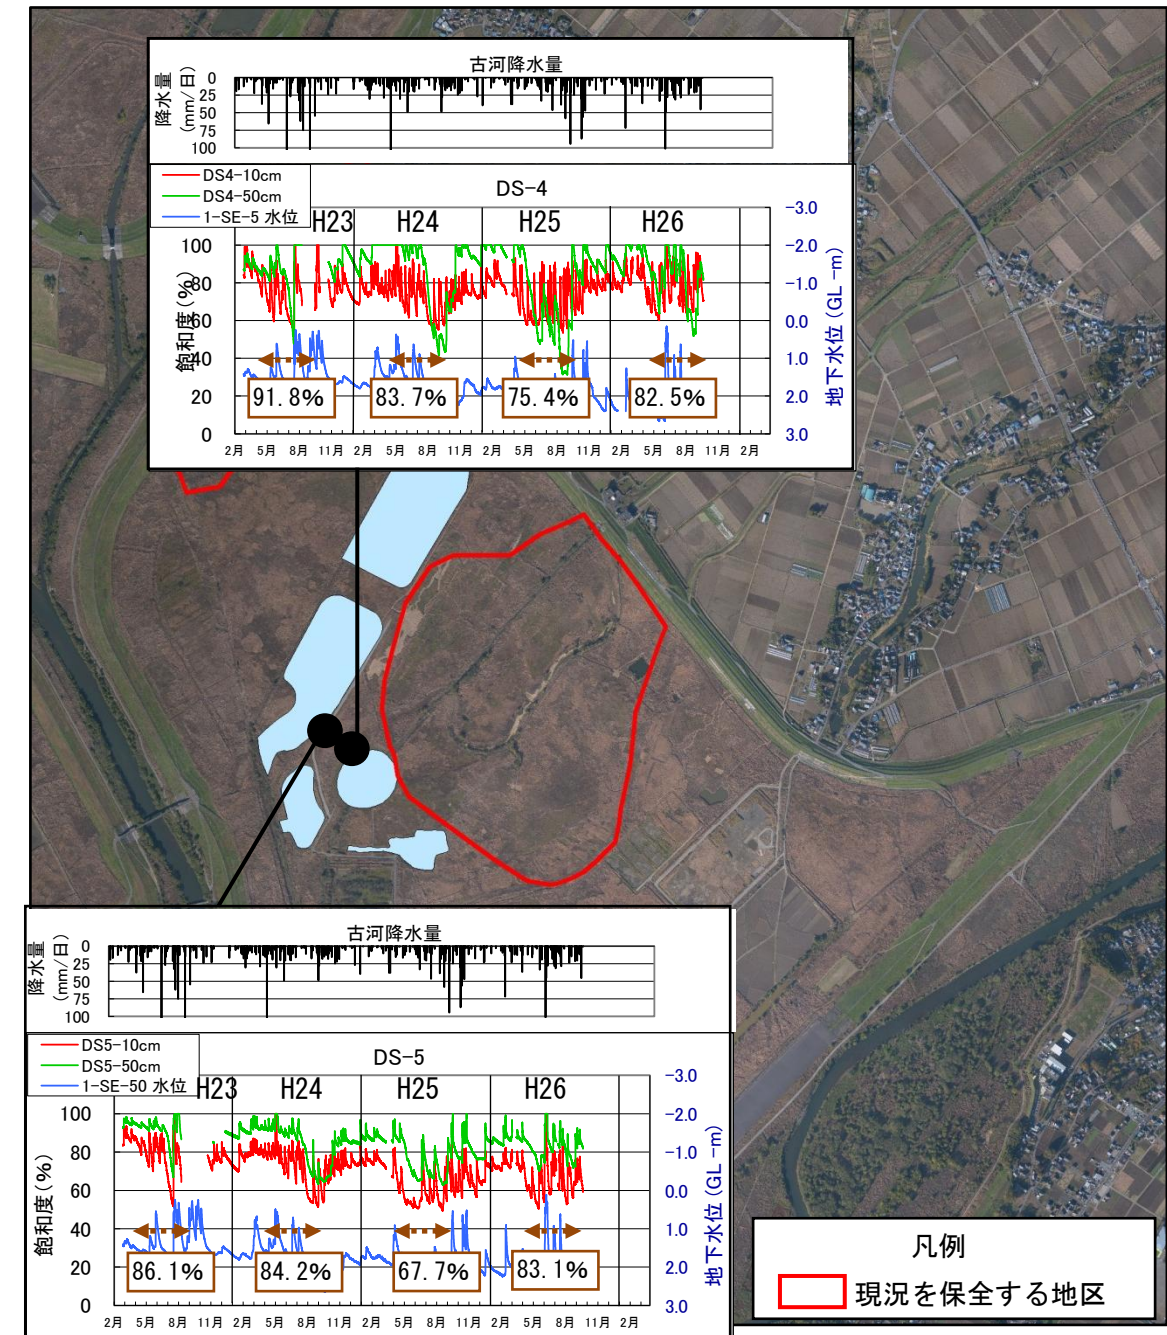 古河降水量
降水量
(mm/日)
0
25
50
75
100
DS4-10cm
DS4-50cm
1-SE-5 水位
DS-4
H23 H24 H25 H26
飽和度(%)
100
80
60
40
20
0
-3.0
-2.0
-1.0
0.0
1.0
2.0
3.0
地下水位(GL -m)
91.8% 83.7% 75.4% 82.5%
2月 5月 8月 11月 2月 5月 8月 11月 2月 5月 8月 11月 2月 5月 8月 11月 2月
古河降水量
降水量
(mm/日)
0
25
50
75
100
DS5-10cm
DS5-50cm
1-SE-50 水位
DS-5
H23 H24 H25 H26
飽和度(%)
100
80
60
40
20
0
-3.0
-2.0
-1.0
0.0
1.0
2.0
3.0
地下水位(GL -m)
86.1% 84.2% 67.7% 83.1%
2月 5月 8月 11月 2月 5月 8月 11月 2月 5月 8月 11月 2月 5月 8月 11月 2月
凡例
現況を保全する地区